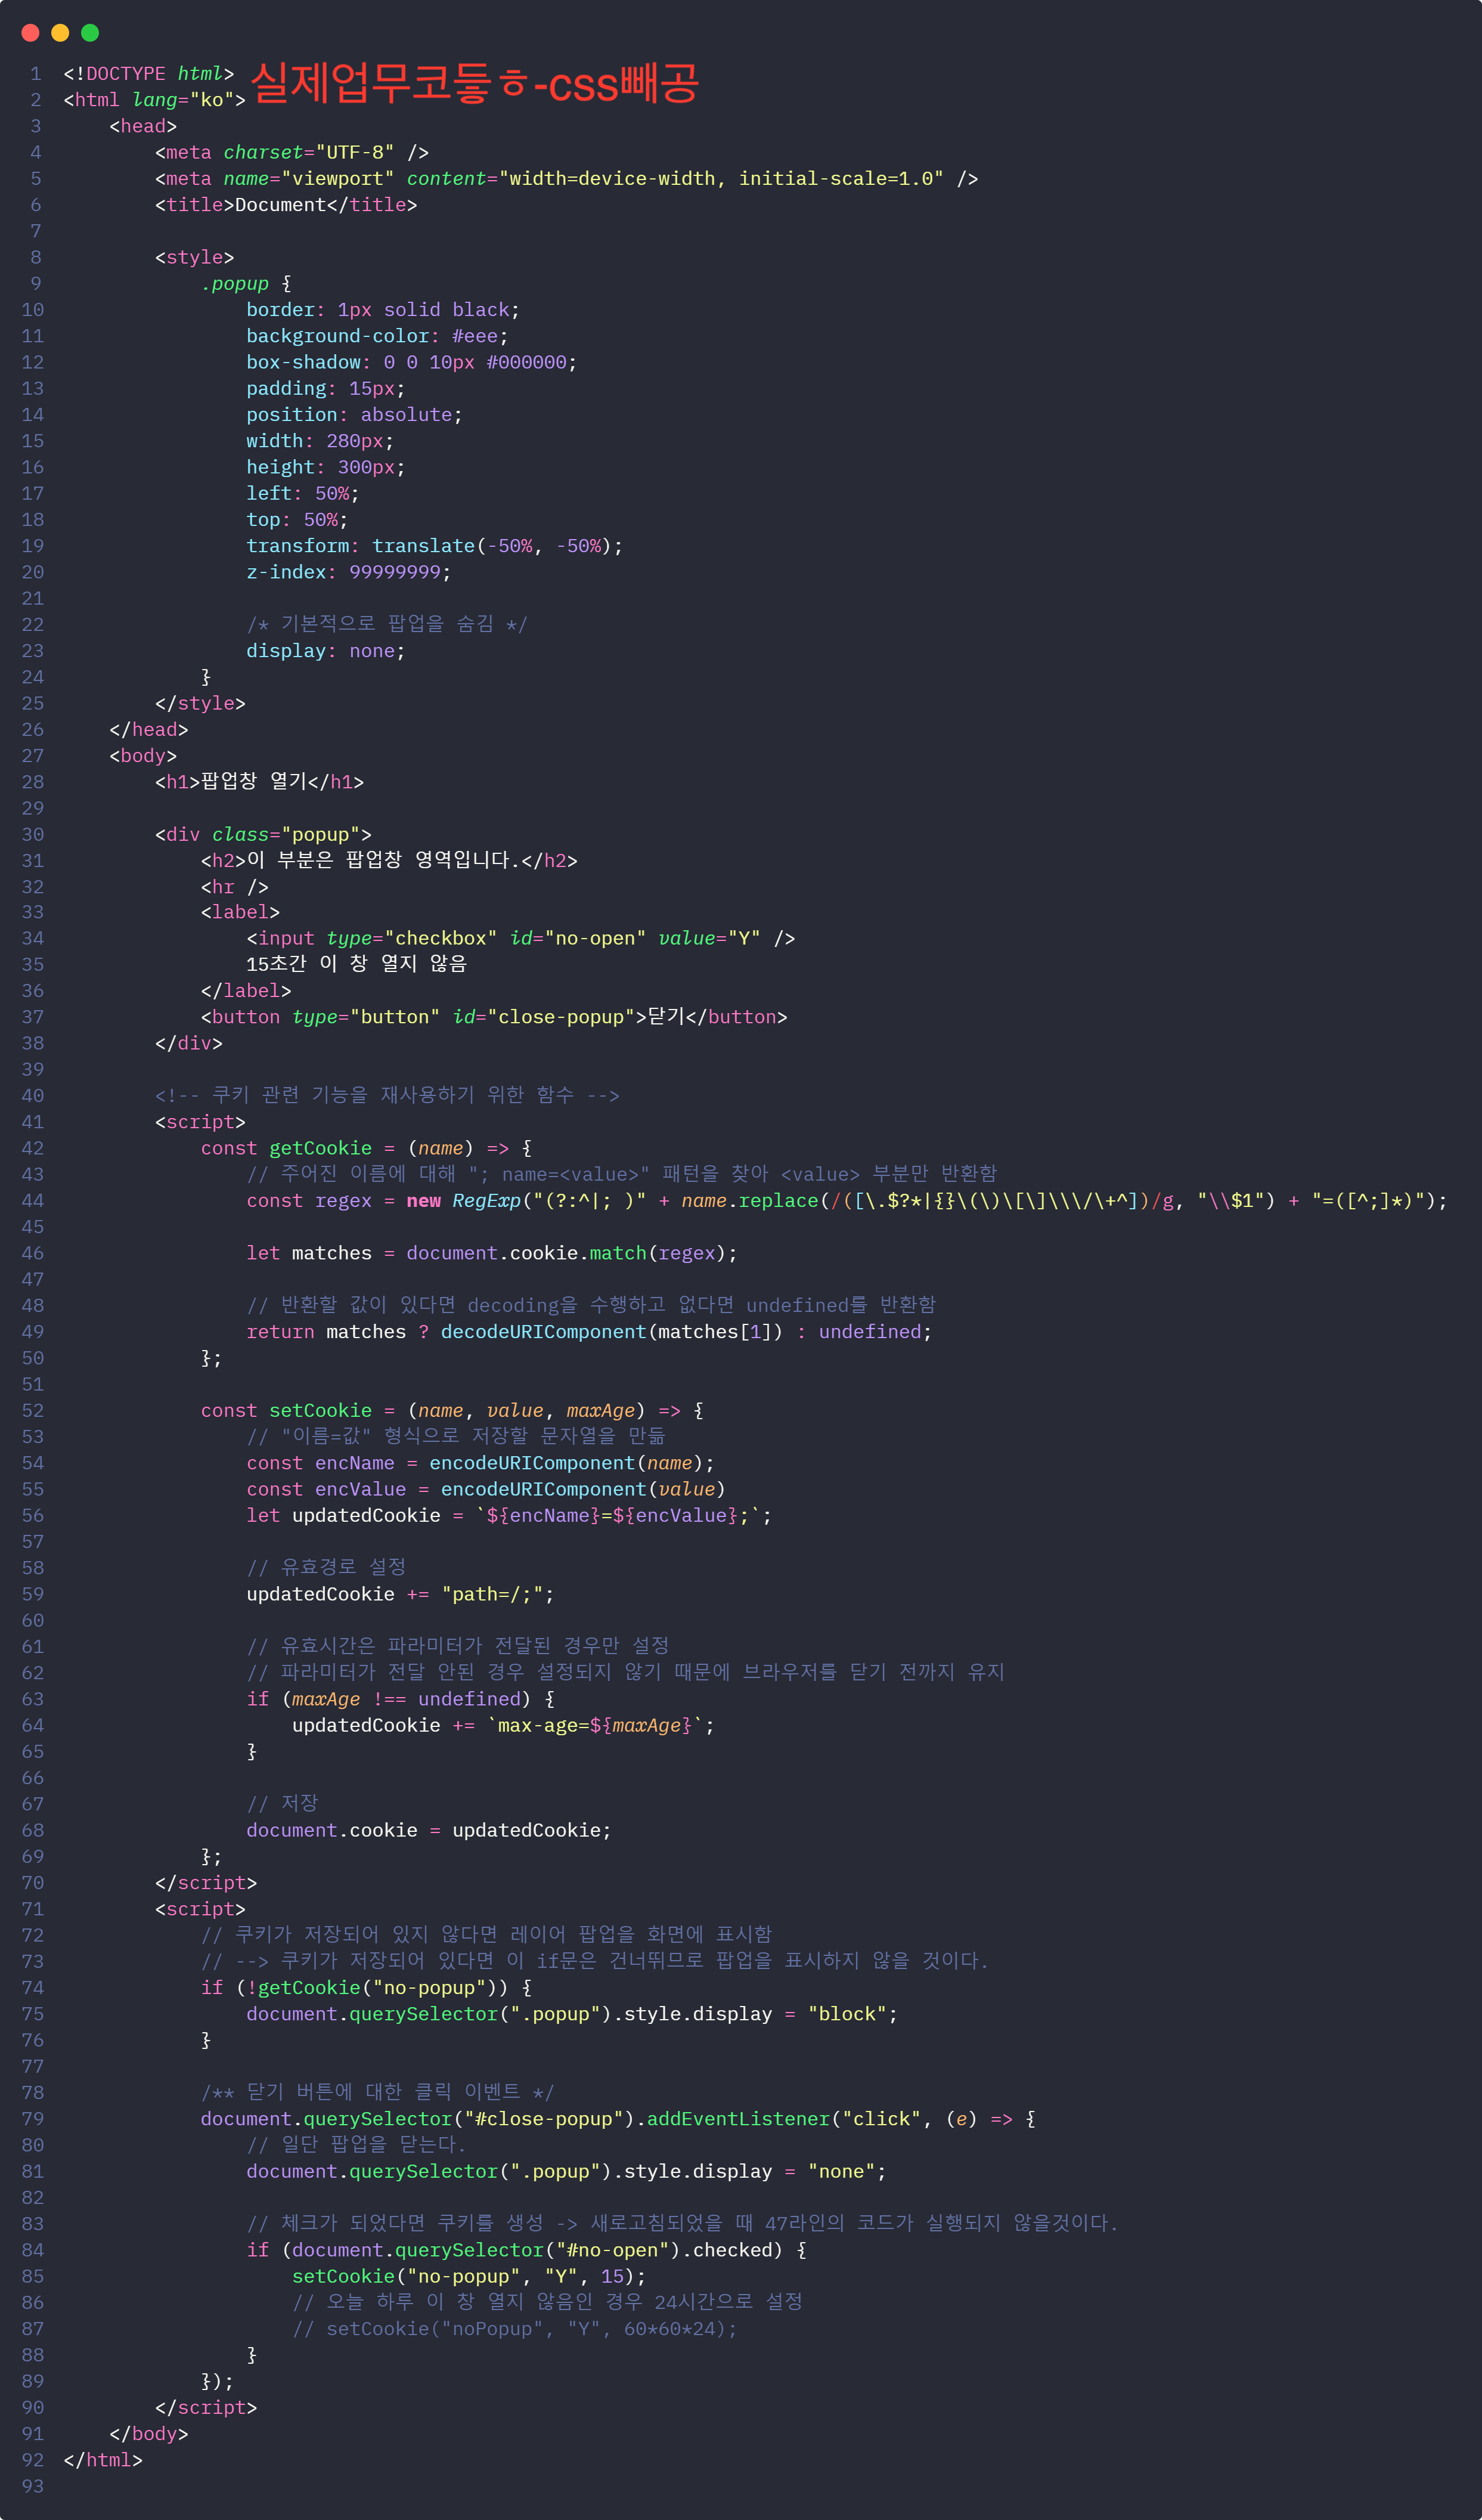 1 <!DOCTYPE html>
실제업무코듷ㅎ-css빼공
2 <html lang="ko">
3     <head>
4         <meta charset="UTF-8" />
5         <meta name="viewport" content="width=device-width, initial-scale=1.0" />
6         <title>Document</title>
7
8         <style>
9             .popup {
10                 border: 1px solid black;
11                 background-color: #eee;
12                 box-shadow: 0 0 10px #000000;
13                 padding: 15px;
14                 position: absolute;
15                 width: 280px;
16                 height: 300px;
17                 left: 50%;
18                 top: 50%;
19                 transform: translate(-50%, -50%);
20                 z-index: 99999999;
21
22                 /* 기본적으로 팝업을 숨김 */
23                 display: none;
24             }
25         </style>
26     </head>
27     <body>
28         <h1>팝업창 열기</h1>
29
30         <div class="popup">
31             <h2>이 부분은 팝업창 영역입니다.</h2>
32             <hr />
33             <label>
34                 <input type="checkbox" id="no-open" value="Y" />
35                 15초간 이 창 열지 않음
36             </label>
37             <button type="button" id="close-popup">닫기</button>
38         </div>
39
40         <!-- 쿠키 관련 기능을 재사용하기 위한 함수 -->
41         <script>
42             const getCookie = (name) => {
43                 // 주어진 이름에 대해 "; name=<value>" 패턴을 찾아 <value> 부분만 반환함
44                 const regex = new RegExp("(?:^|; )" + name.replace(/([\.$?*|{}\(\)\[\]\\\/\+^])/g, "\\$1") + "=([^;]*)");
45
46                 let matches = document.cookie.match(regex);
47
48                 // 반환할 값이 있다면 decoding을 수행하고 없다면 undefined를 반환함
49                 return matches ? decodeURIComponent(matches[1]) : undefined;
50             };
51
52             const setCookie = (name, value, maxAge) => {
53                 // "이름=값" 형식으로 저장할 문자열을 만듦
54                 const encName = encodeURIComponent(name);
55                 const encValue = encodeURIComponent(value)
56                 let updatedCookie = `${encName}=${encValue};`;
57
58                 // 유효경로 설정
59                 updatedCookie += "path=/;";
60
61                 // 유효시간은 파라미터가 전달된 경우만 설정
62                 // 파라미터가 전달 안된 경우 설정되지 않기 때문에 브라우저를 닫기 전까지 유지
63                 if (maxAge !== undefined) {
64                     updatedCookie += `max-age=${maxAge}`;
65                 }
66
67                 // 저장
68                 document.cookie = updatedCookie;
69             };
70         </script>
71         <script>
72             // 쿠키가 저장되어 있지 않다면 레이어 팝업을 화면에 표시함
73             // --> 쿠키가 저장되어 있다면 이 if문은 건너뛰므로 팝업을 표시하지 않을 것이다.
74             if (!getCookie("no-popup")) {
75                 document.querySelector(".popup").style.display = "block";
76             }
77
78             /** 닫기 버튼에 대한 클릭 이벤트 */
79             document.querySelector("#close-popup").addEventListener("click", (e) => {
80                 // 일단 팝업을 닫는다.
81                 document.querySelector(".popup").style.display = "none";
82
83                 // 체크가 되었다면 쿠키를 생성 -> 새로고침되었을 때 47라인의 코드가 실행되지 않을것이다.
84                 if (document.querySelector("#no-open").checked) {
85                     setCookie("no-popup", "Y", 15);
86                     // 오늘 하루 이 창 열지 않음인 경우 24시간으로 설정
87                     // setCookie("noPopup", "Y", 60*60*24);
88                 }
89             });
90         </script>
91     </body>
92 </html>
93